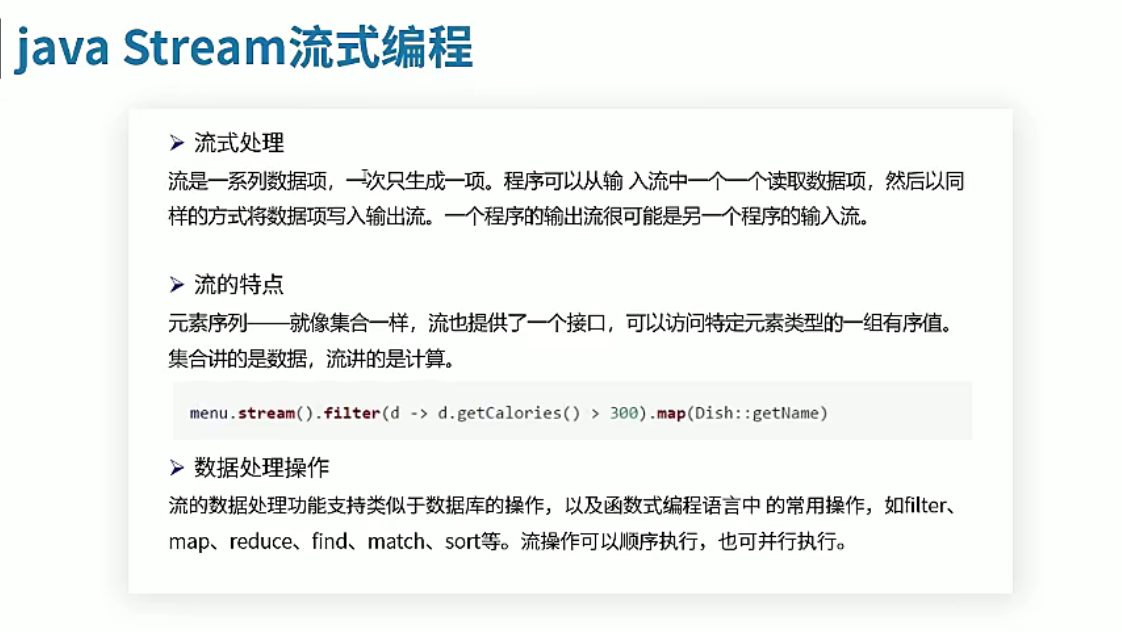 java Stream流式编程
➤ 流式处理
流是一系列数据项，一次只生成一项。程序可以从输 入流中一个一个读取数据项，然后以同
样的方式将数据项写入输出流。一个程序的输出流很可能是另一个程序的输入流。
➤ 流的特点
元素序列——就像集合一样，流也提供了一个接口，可以访问特定元素类型的一组有序值。
集合讲的是数据，流讲的是计算。
menu.stream().filter(d -> d.getCalories() > 300).map(Dish::getName)
➤ 数据处理操作
流的数据处理功能支持类似于数据库的操作，以及函数式编程语言中 的常用操作，如filter、
map、reduce、find、match、sort等。流操作可以顺序执行，也可并行执行。